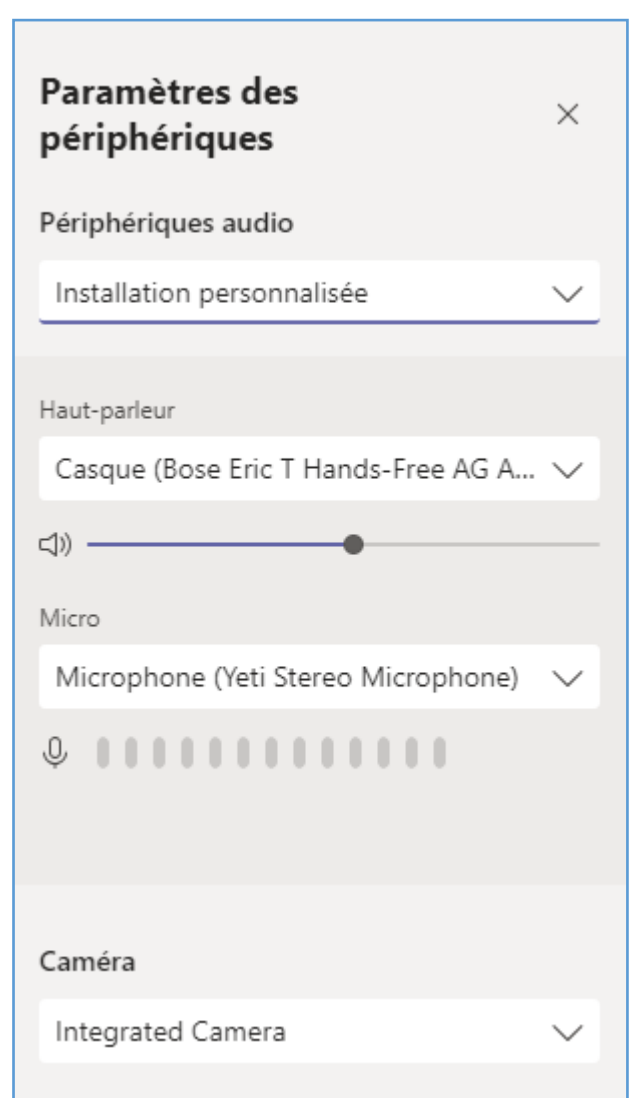 Paramètres des
périphériques
Périphériques audio
Installation personnalisée
Haut-parleur
Casque (Bose Eric T Hands-Free AG A...
Micro
Microphone (Yeti Stereo Microphone)
Caméra
Integrated Camera